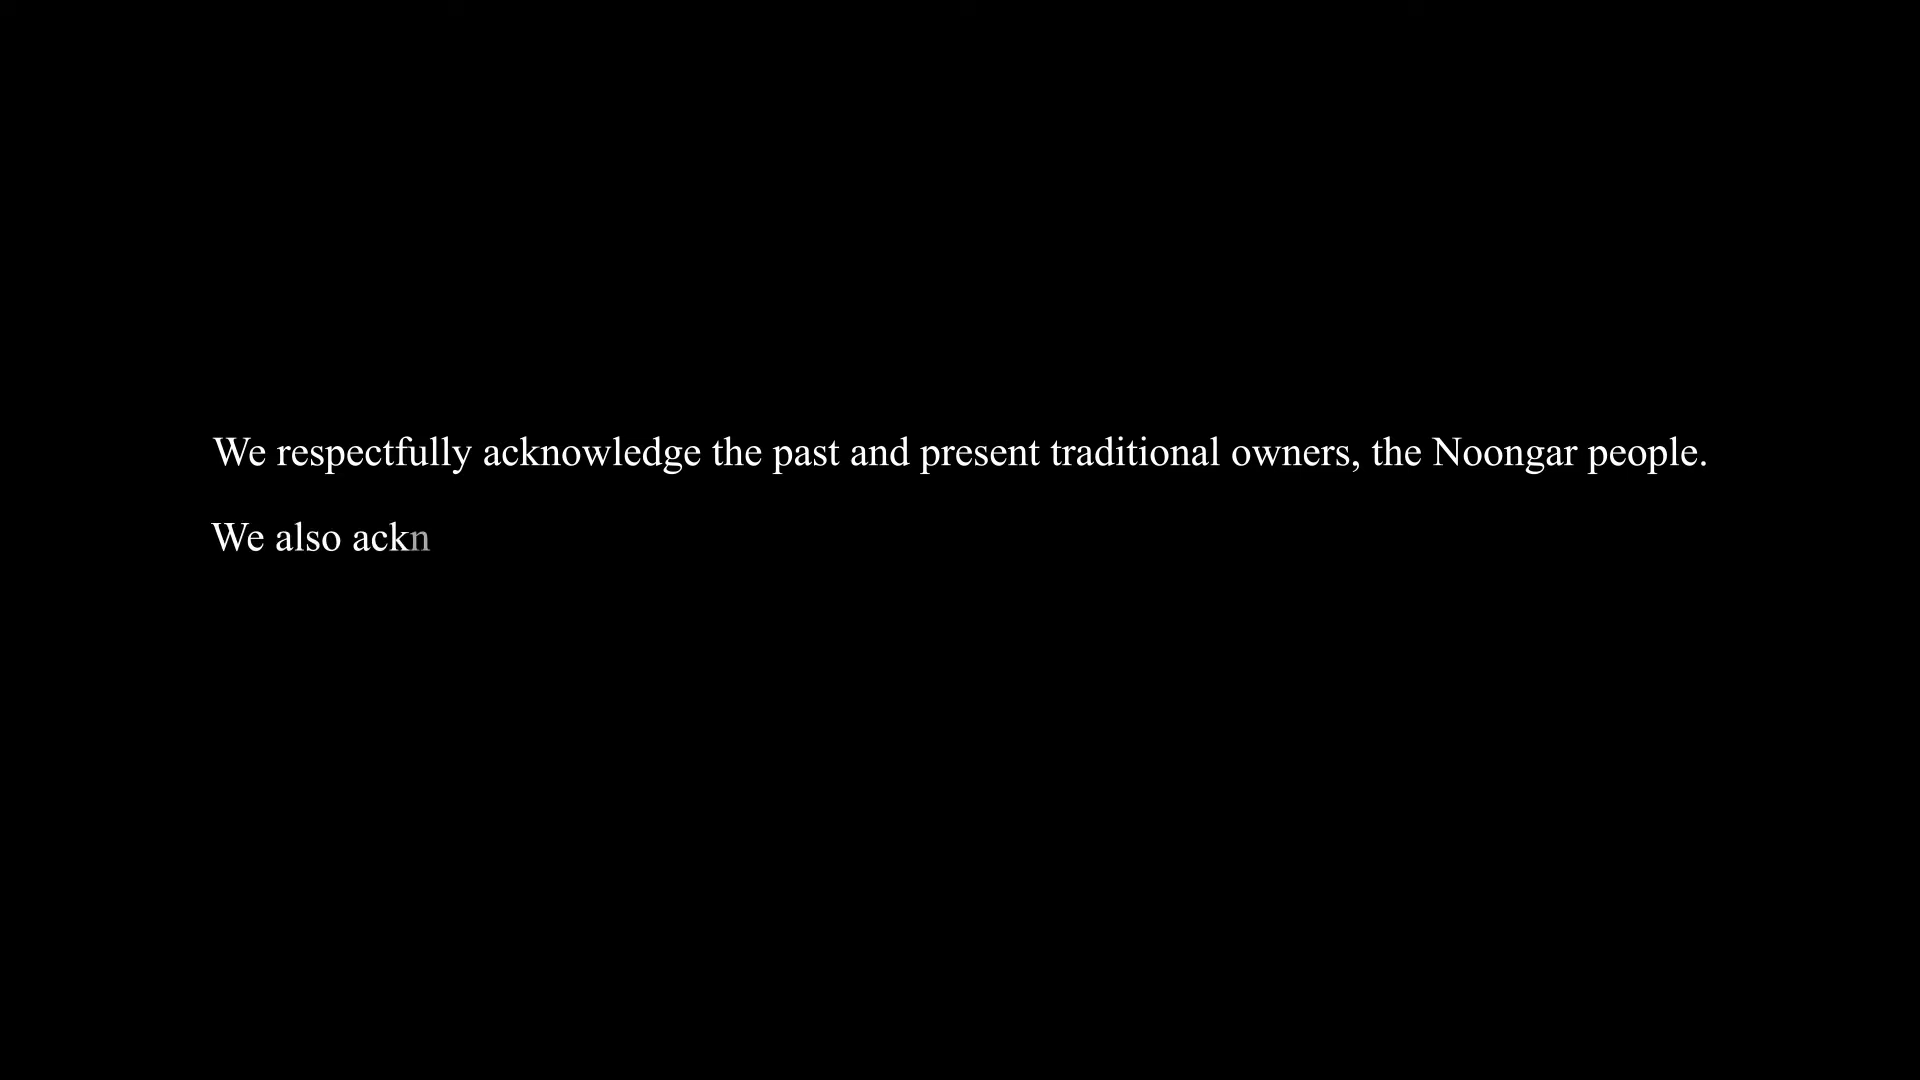 We respectfully acknowledge the past and present traditional owners, the Noongar people.
We also ackn